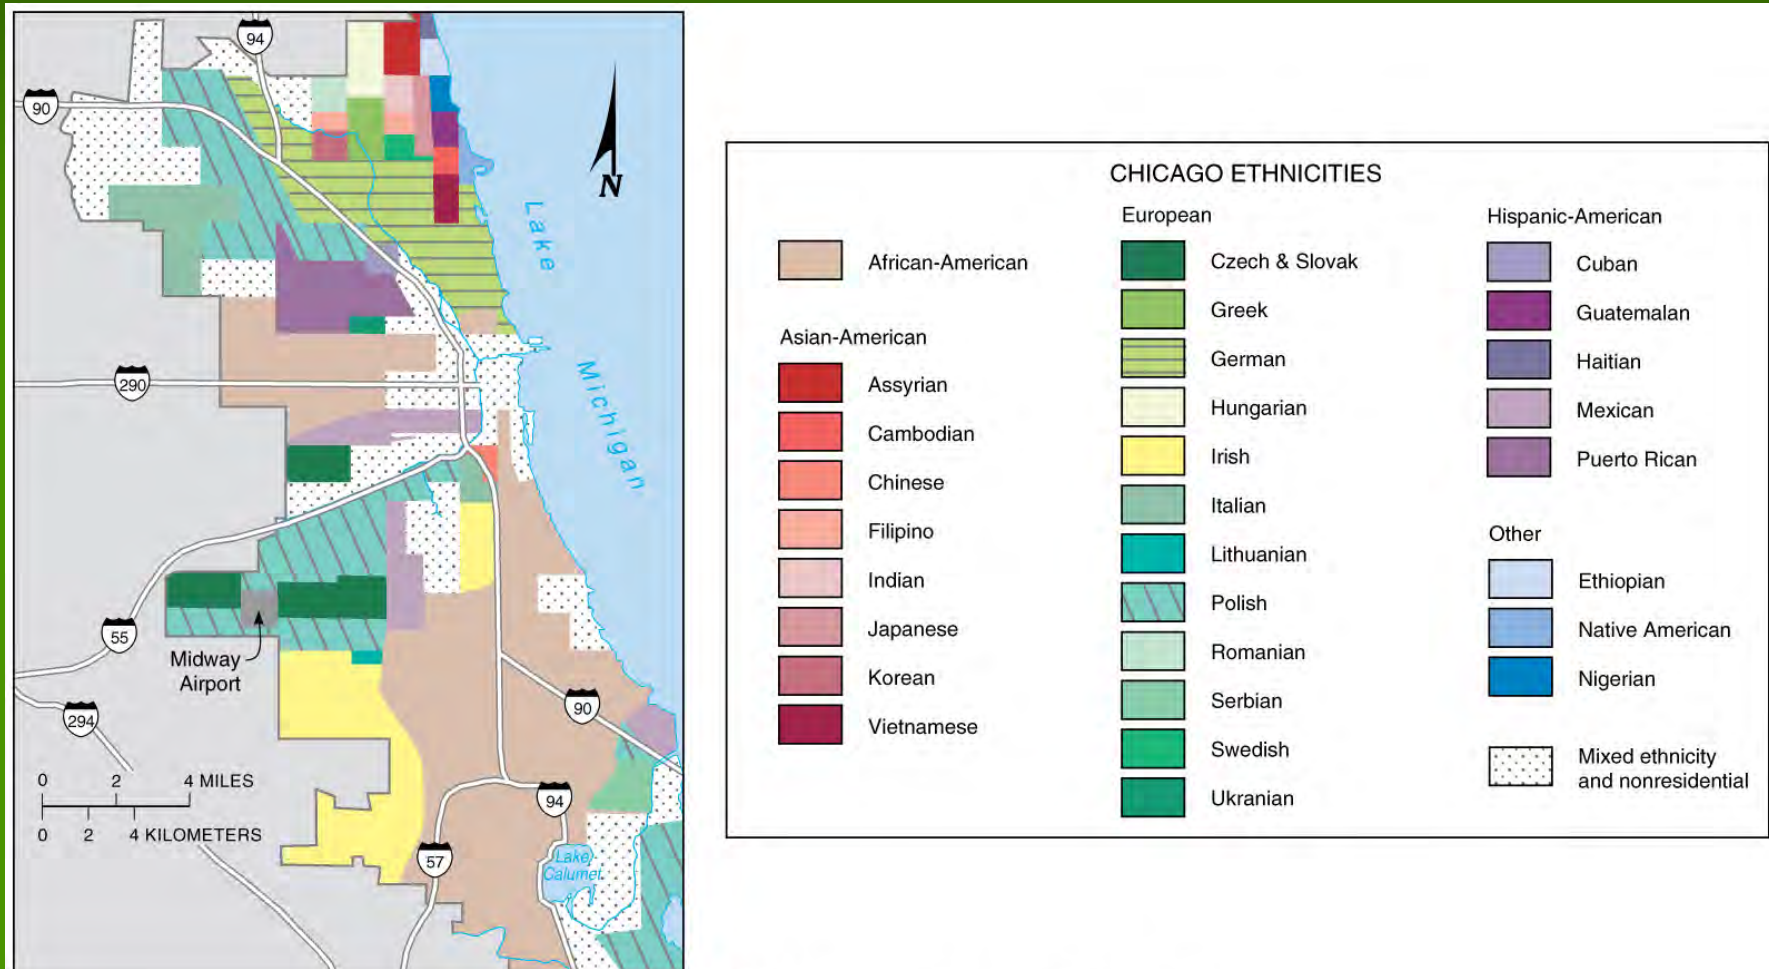 94
90
N
Lake
Michigan
290
55
Midway
Airport
294
90
0 2 4 MILES
0 2 4 KILOMETERS
94
57
Lake
Calumet
CHICAGO ETHNICITIES
African-American
Asian-American
Assyrian
Cambodian
Chinese
Filipino
Indian
Japanese
Korean
Vietnamese
European
Czech & Slovak
Greek
German
Hungarian
Irish
Italian
Lithuanian
Polish
Romanian
Serbian
Swedish
Ukranian
Hispanic-American
Cuban
Guatemalan
Haitian
Mexican
Puerto Rican
Other
Ethiopian
Native American
Nigerian
Mixed ethnicity
and nonresidential